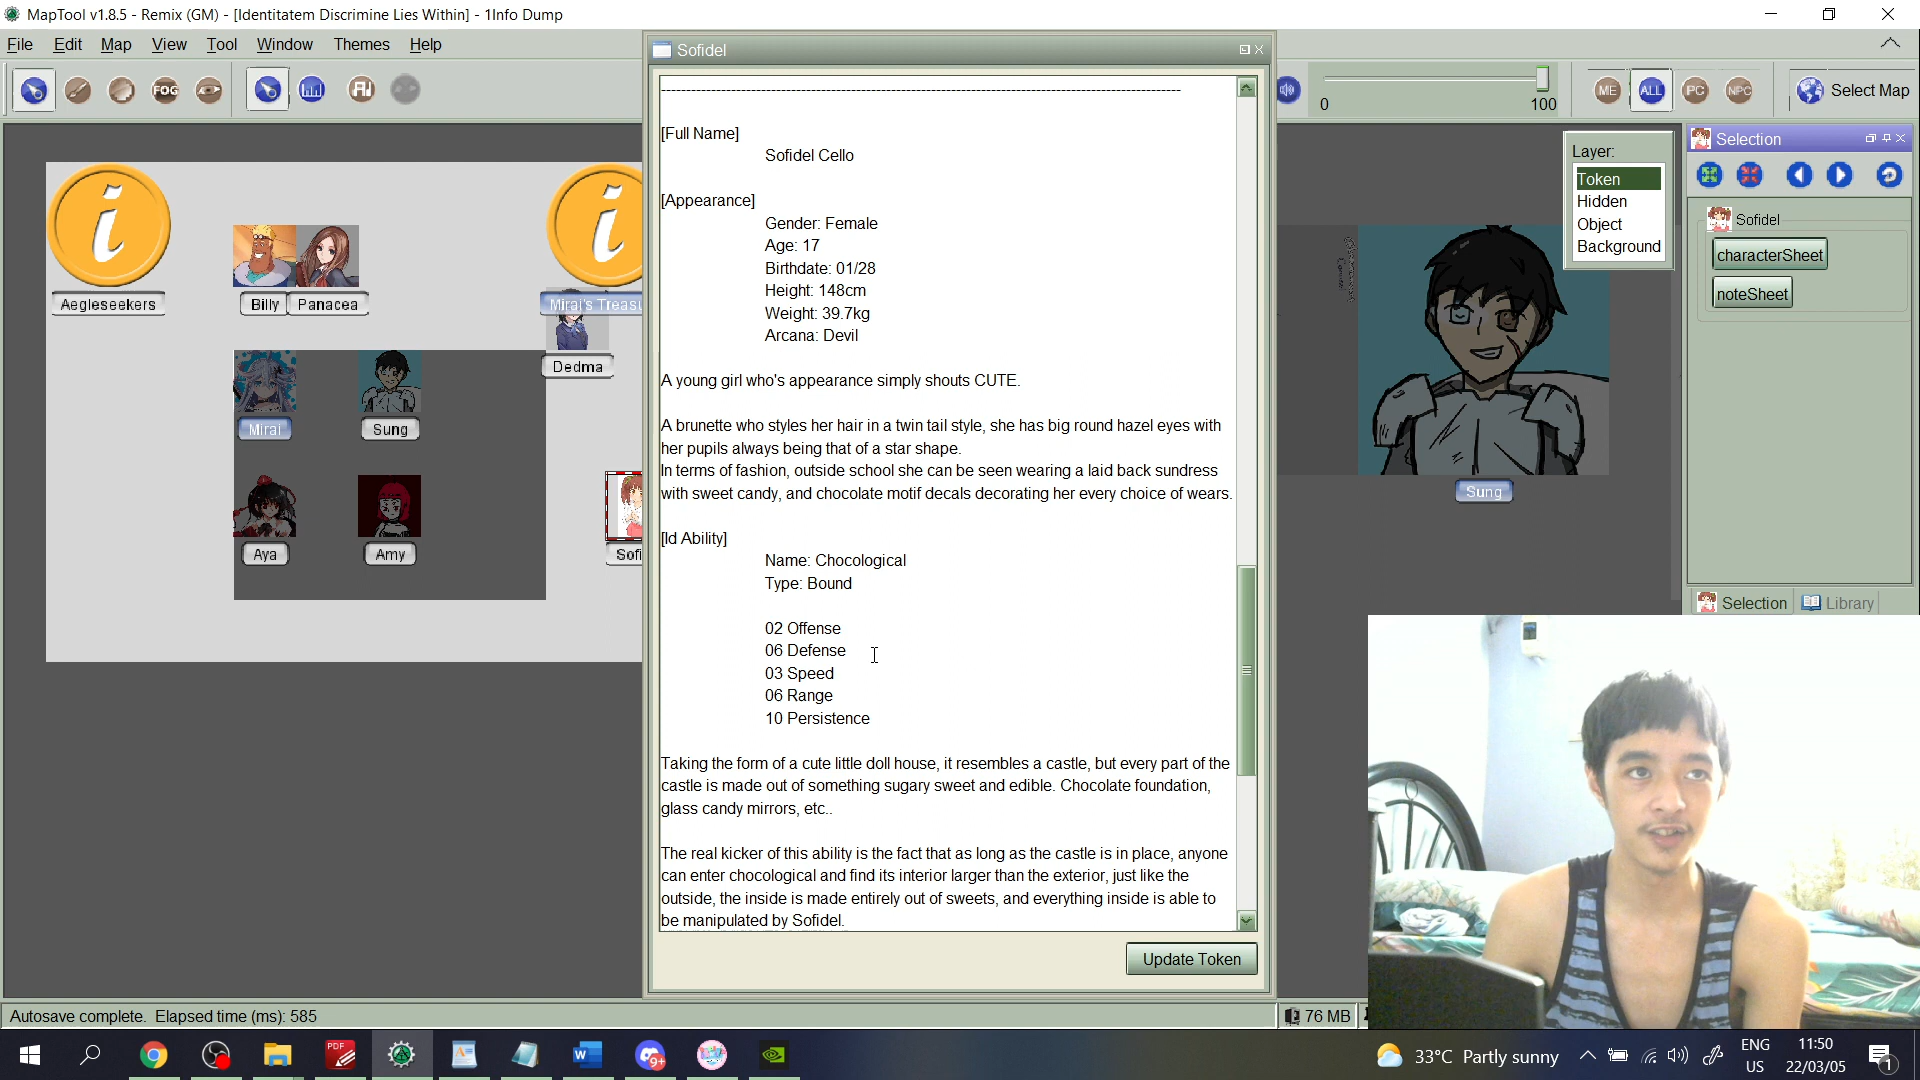 MapTool v1.8.5 - Remix (GM) - [Identitatem Discrimine Lies Within] - 1Info Dump
File Edit Map View Tool Window Themes Help
Sofidel
FOG
0 100
ME ALL PC NPC
Select Map
[Full Name]
Sofidel Cello
[Appearance]
Gender: Female
Age: 17
Birthdate: 01/28
Height: 148cm
Weight: 39.7kg
Arcana: Devil
A young girl who's appearance simply shouts CUTE.
A brunette who styles her hair in a twin tail style, she has big round hazel eyes with
her pupils always being that of a star shape.
In terms of fashion, outside school she can be seen wearing a laid back sundress
with sweet candy, and chocolate motif decals decorating her every choice of wears.
[Id Ability]
Name: Chocological
Type: Bound
02 Offense
06 Defense
03 Speed
06 Range
10 Persistence
Taking the form of a cute little doll house, it resembles a castle, but every part of the
castle is made out of something sugary sweet and edible. Chocolate foundation,
glass candy mirrors, etc..
The real kicker of this ability is the fact that as long as the castle is in place, anyone
can enter chocological and find its interior larger than the exterior, just like the
outside, the inside is made entirely out of sweets, and everything inside is able to
be manipulated by Sofidel.
Update Token
Aegleseekers
Billy Panacea
Mirai's Treasu
Dedma
Mirai Sung
Aya Amy
Sofi
Sung
Layer:
Token
Hidden
Object
Background
Selection
Sofidel
characterSheet
noteSheet
Selection Library
Autosave complete. Elapsed time (ms): 585
76 MB
PDF
9+
33°C Partly sunny
ENG
US
11:50
22/03/05
1